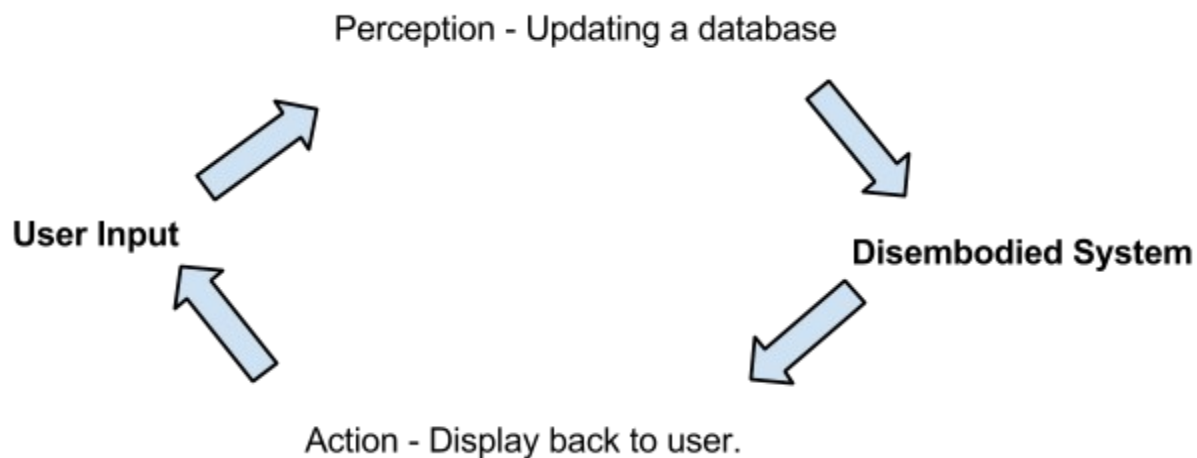 Perception - Updating a database
User Input
Disembodied System
Action - Display back to user.